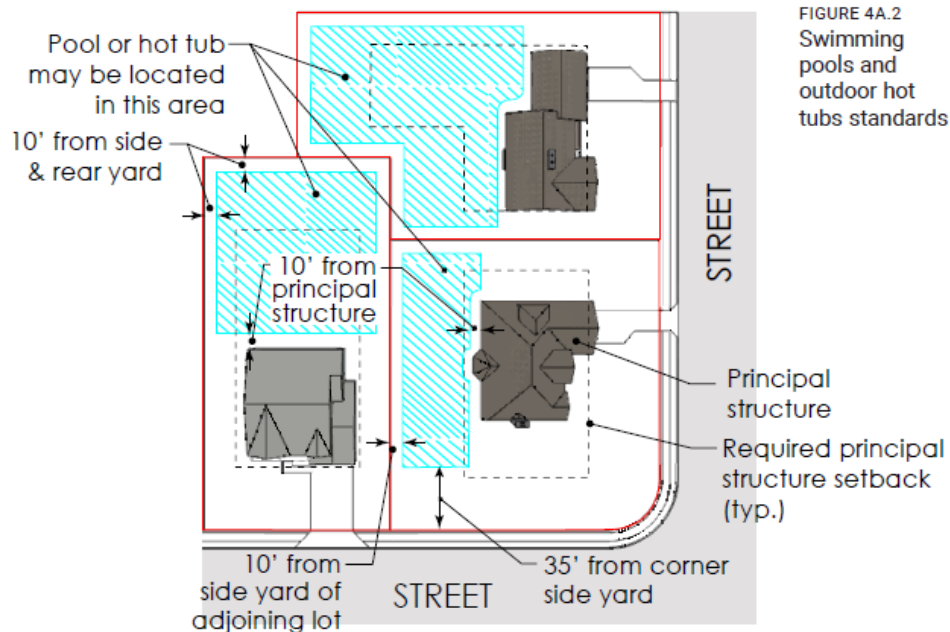 FIGURE 4A.2
Swimming
pools and
outdoor hot
tubs standards
Pool or hot tub
may be located
in this area
10’ from side
& rear yard
STREET
10’ from
principal
structure
Principal
structure
Required principal
structure setback
(typ.)
10’ from
side yard of
adjoining lot
STREET
35’ from corner
side yard